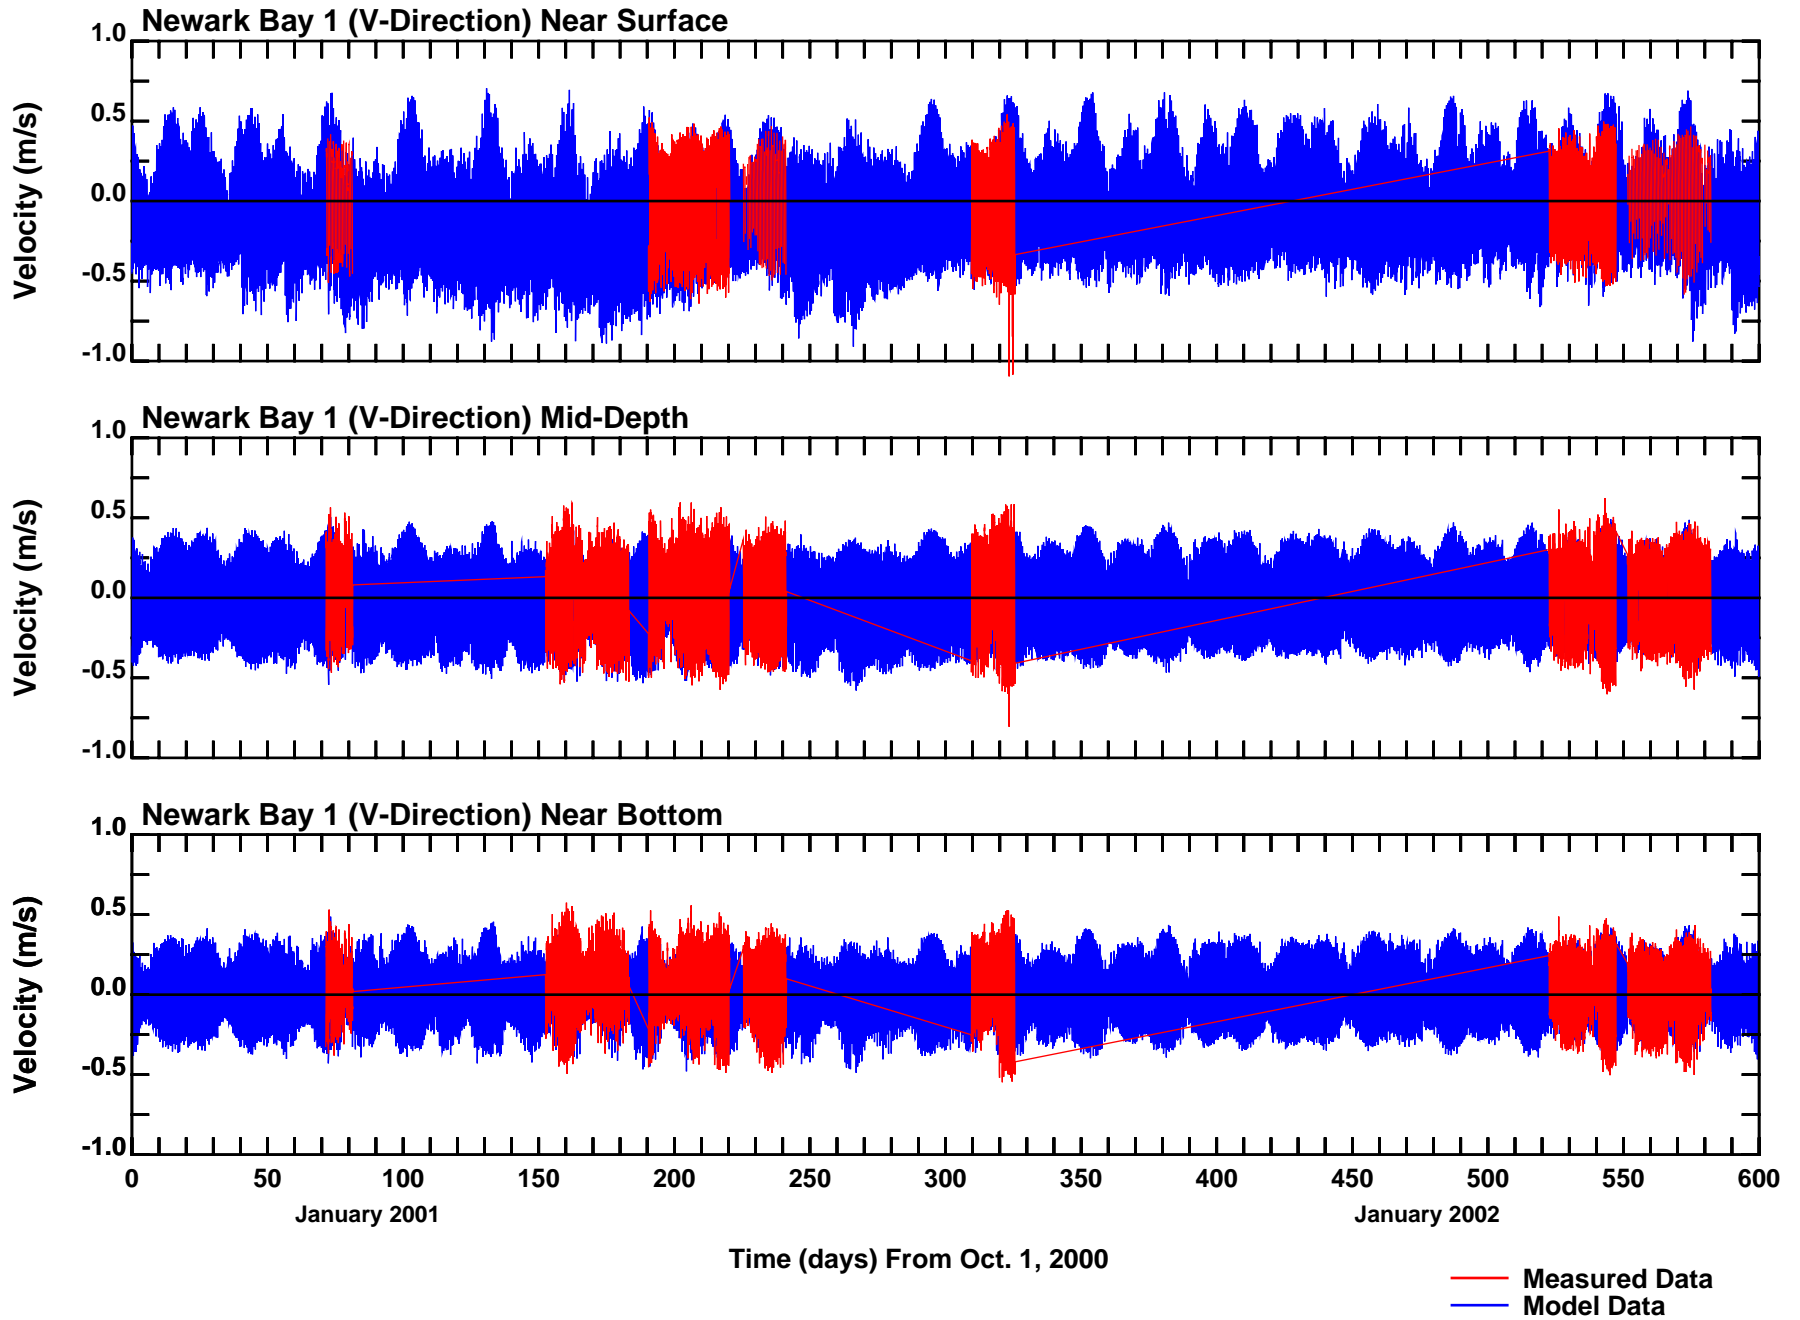 Newark Bay 1 (V-Direction) Near Surface
1.0
0.5
0.0
-0.5
-1.0
Velocity (m/s)
Newark Bay 1 (V-Direction) Mid-Depth
1.0
0.5
0.0
-0.5
-1.0
Velocity (m/s)
Newark Bay 1 (V-Direction) Near Bottom
1.0
0.5
0.0
-0.5
-1.0
Velocity (m/s)
0 50 100 150 200 250 300 350 400 450 500 550 600
January 2001 January 2002
Time (days) From Oct. 1, 2000
Measured Data
Model Data